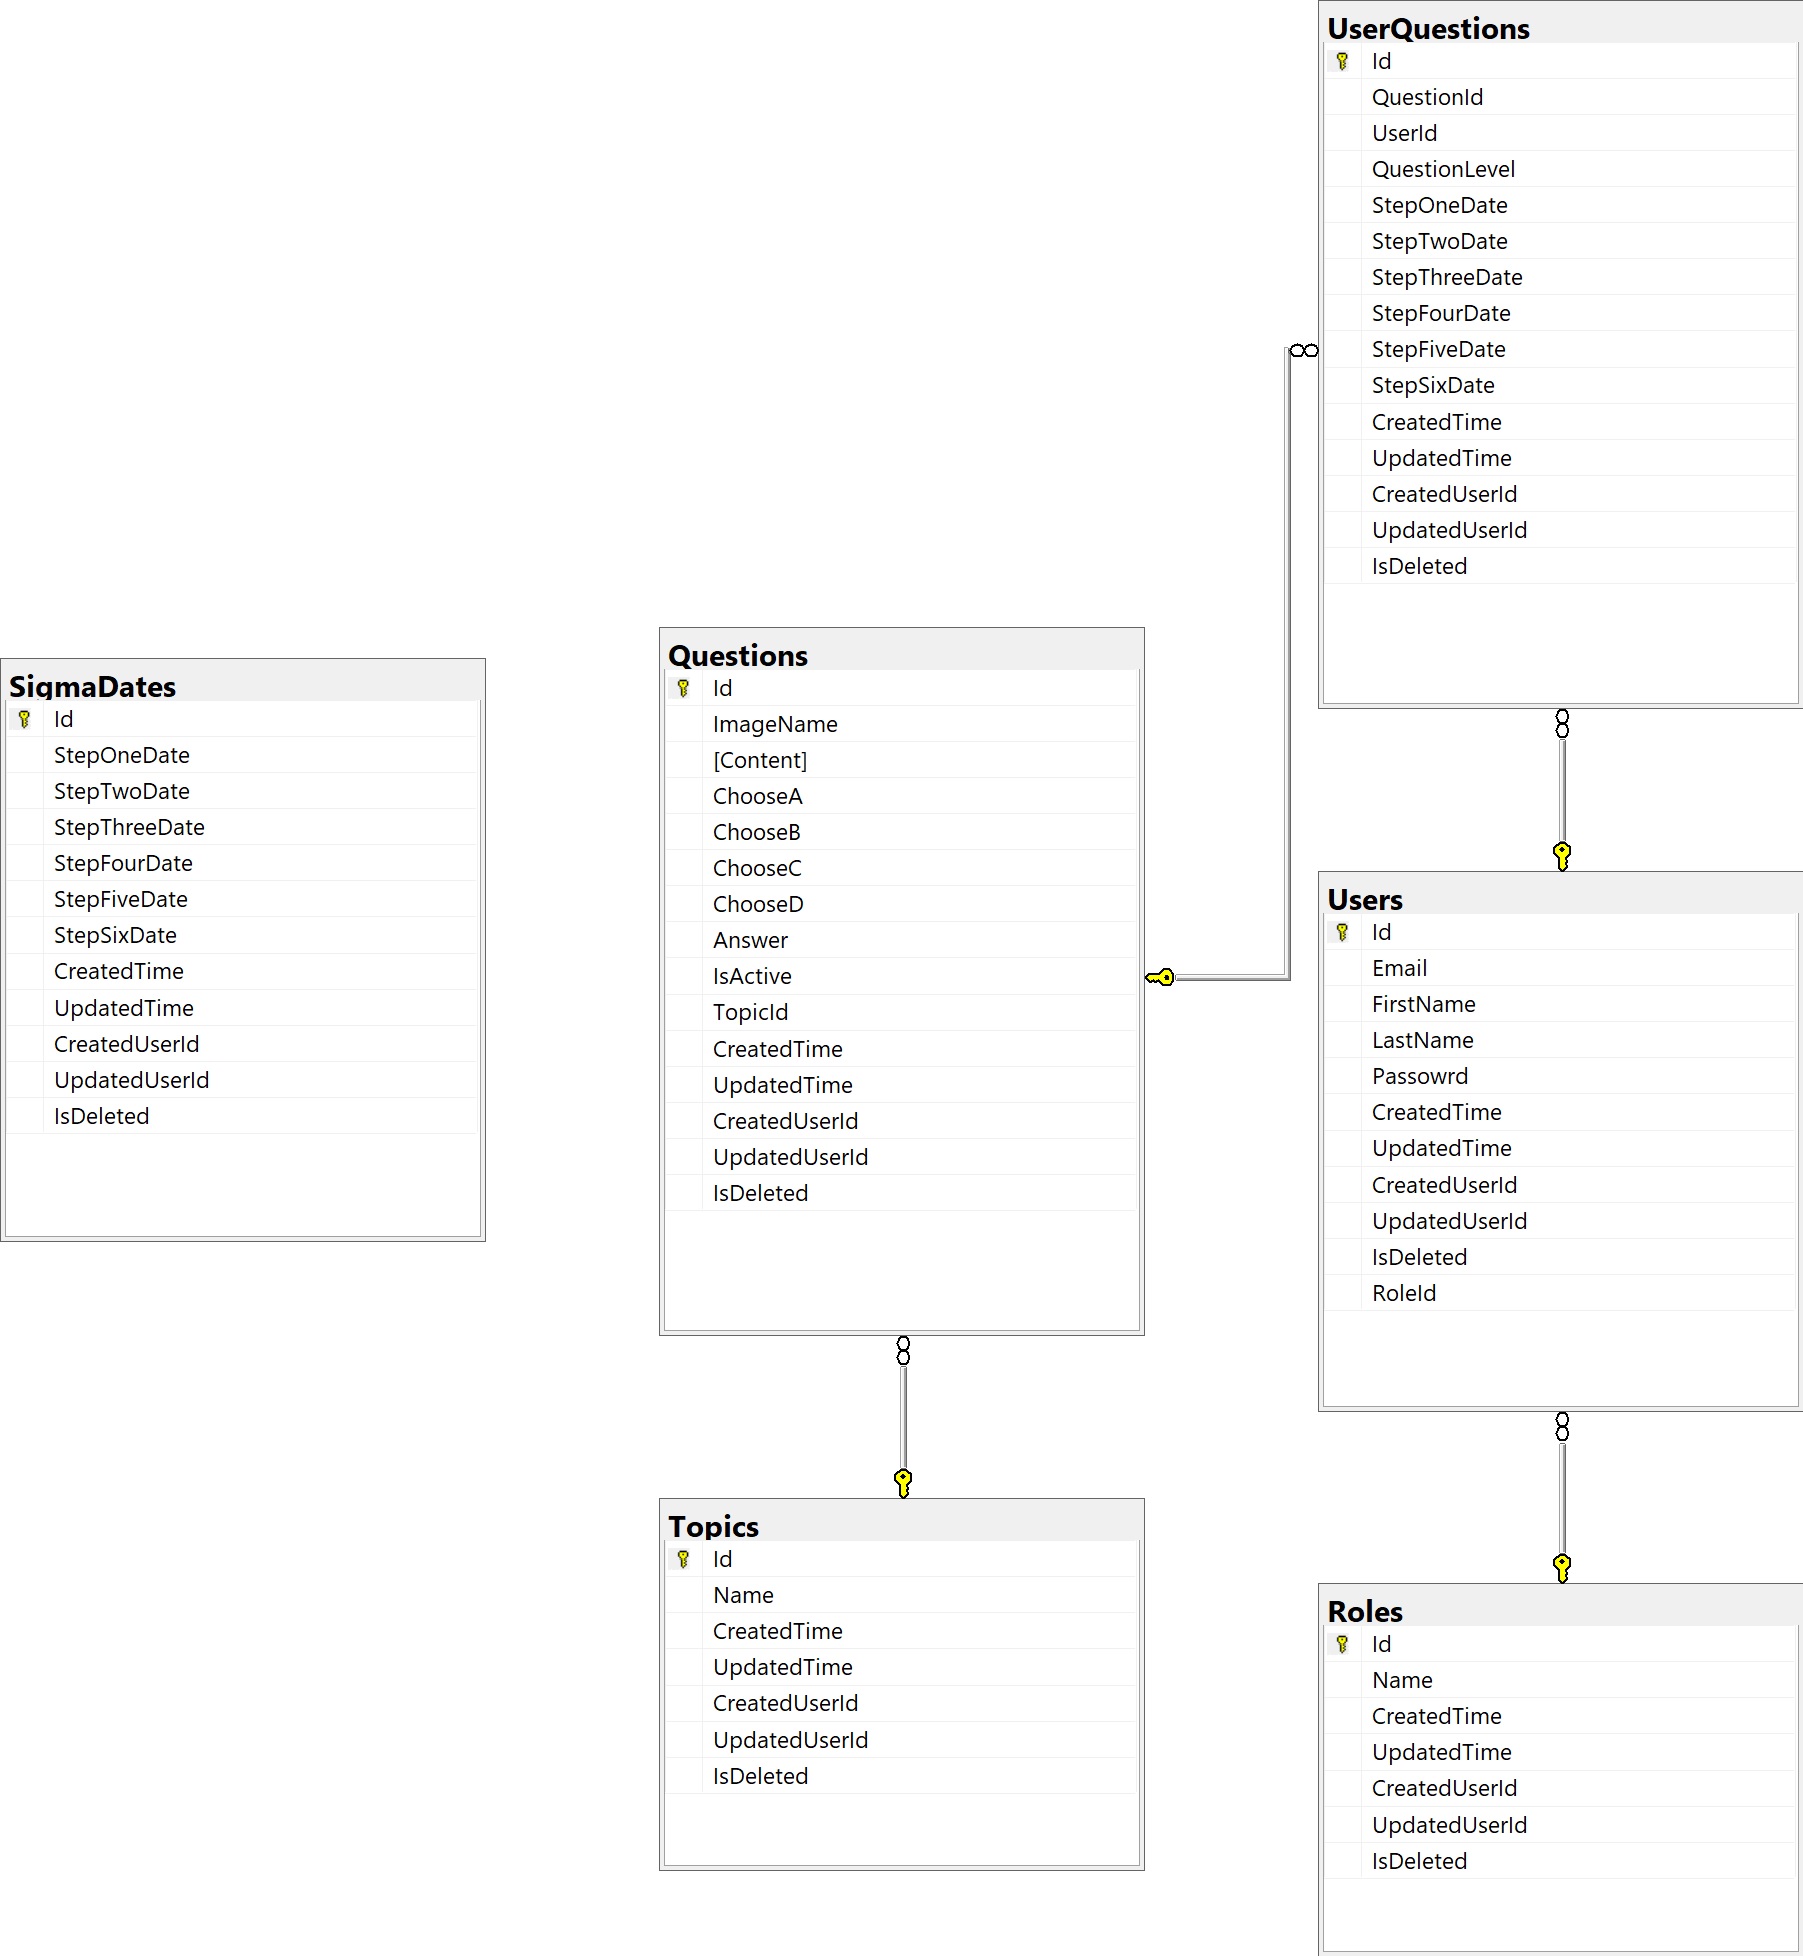 UserQuestions
Id
QuestionId
UserId
QuestionLevel
StepOneDate
StepTwoDate
StepThreeDate
StepFourDate
StepFiveDate
StepSixDate
CreatedTime
UpdatedTime
CreatedUserId
UpdatedUserId
IsDeleted
SigmaDates
Id
StepOneDate
StepTwoDate
StepThreeDate
StepFourDate
StepFiveDate
StepSixDate
CreatedTime
UpdatedTime
CreatedUserId
UpdatedUserId
IsDeleted
Questions
Id
ImageName
[Content]
ChooseA
ChooseB
ChooseC
ChooseD
Answer
IsActive
TopicId
CreatedTime
UpdatedTime
CreatedUserId
UpdatedUserId
IsDeleted
Users
Id
Email
FirstName
LastName
Passowrd
CreatedTime
UpdatedTime
CreatedUserId
UpdatedUserId
IsDeleted
RoleId
Topics
Id
Name
CreatedTime
UpdatedTime
CreatedUserId
UpdatedUserId
IsDeleted
Roles
Id
Name
CreatedTime
UpdatedTime
CreatedUserId
UpdatedUserId
IsDeleted